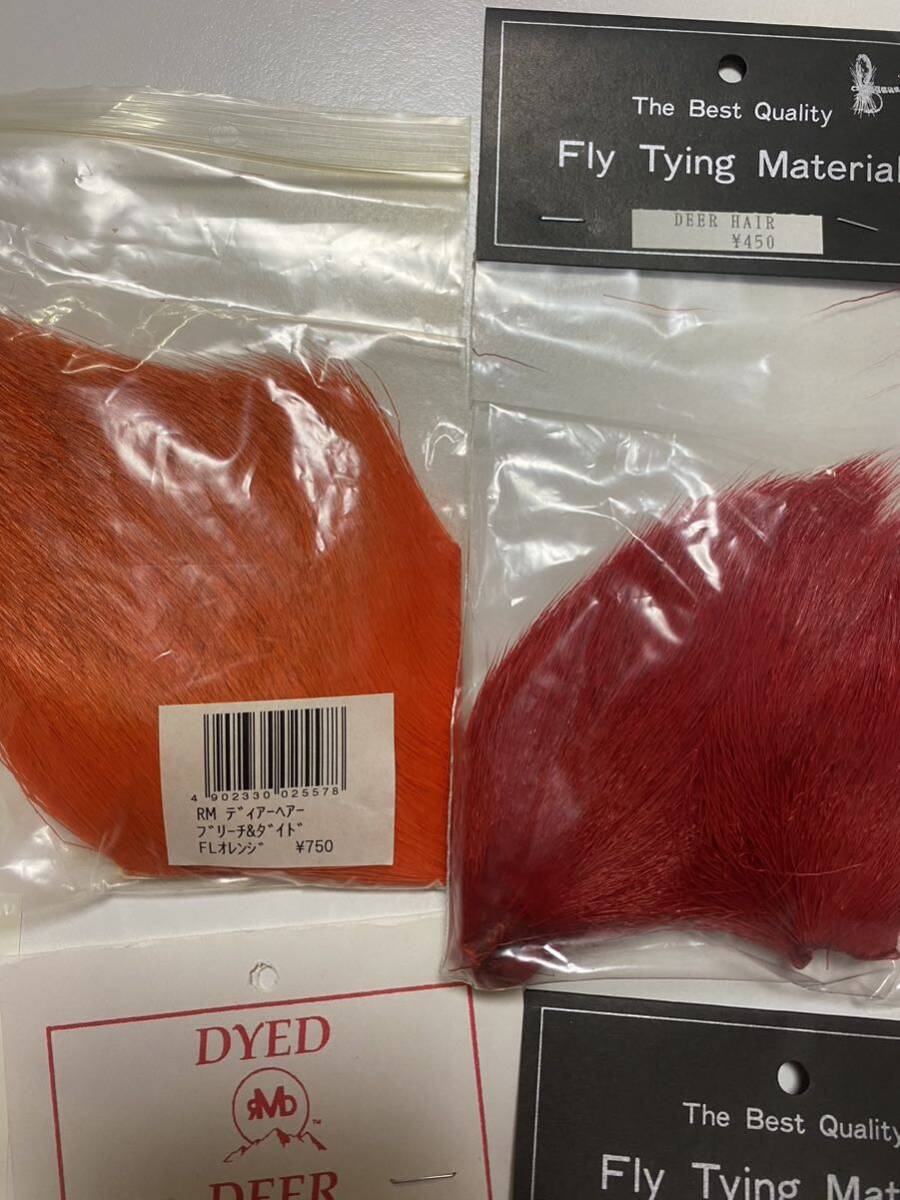 The Best Quality
Fly Tying Material
DEER HAIR
¥450
4 902330 025578
RM ディアーヘアー
ブリーチ&ダイド
FLオレンジ ¥750
DYED
RMD
TM
DEER
The Best Quality
Fly Tying Mate